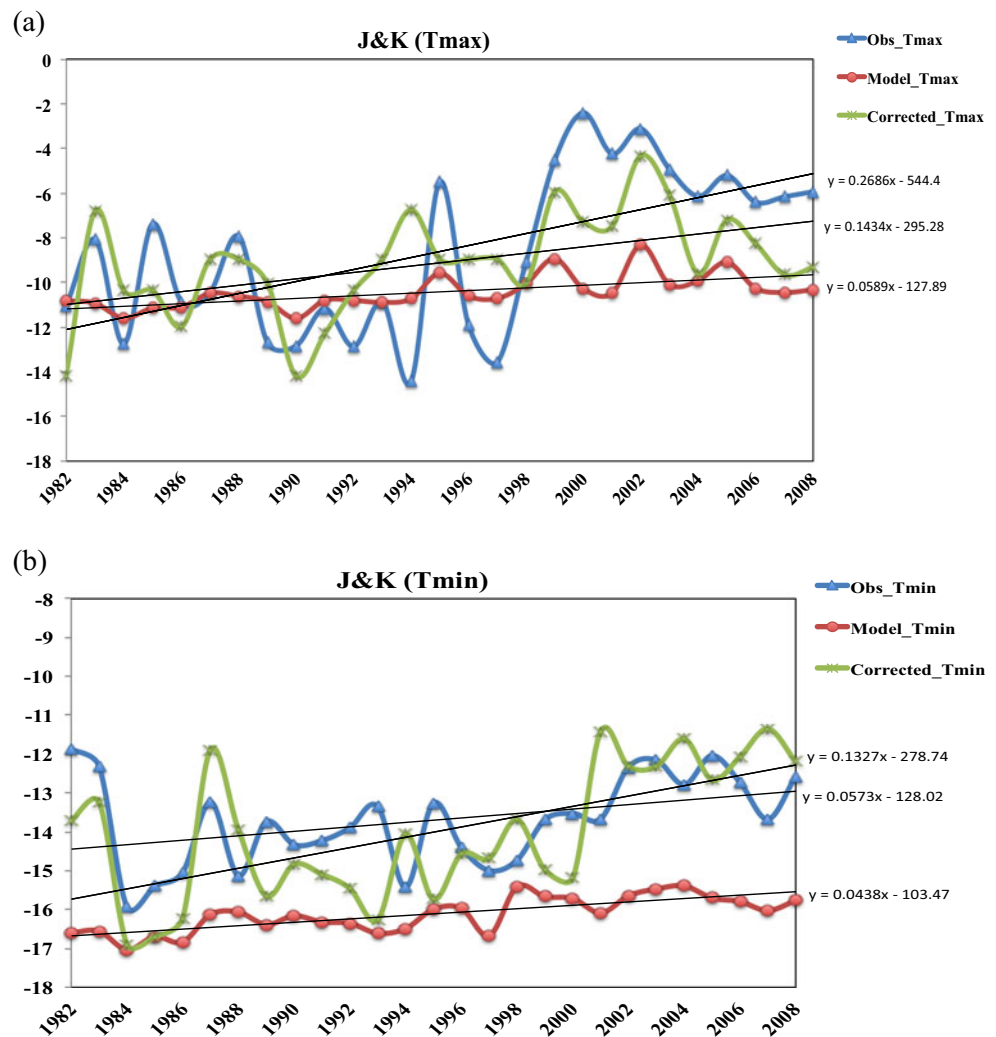 (a)
J&K (Tmax)
Obs_Tmax
Model_Tmax
Corrected_Tmax
0
-2
-4
-6
-8
-10
-12
-14
-16
-18
y = 0.2686x - 544.4
y = 0.1434x - 295.28
y = 0.0589x - 127.89
1982 1984 1986 1988 1990 1992 1994 1996 1998 2000 2002 2004 2006 2008
(b)
J&K (Tmin)
Obs_Tmin
Model_Tmin
Corrected_Tmin
-8
-9
-10
-11
-12
-13
-14
-15
-16
-17
-18
y = 0.1327x - 278.74
y = 0.0573x - 128.02
y = 0.0438x - 103.47
1982 1984 1986 1988 1990 1992 1994 1996 1998 2000 2002 2004 2006 2008